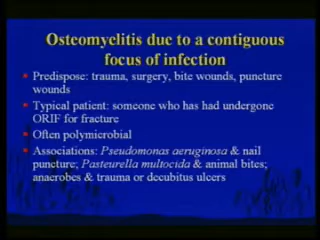 Osteomyelitis due to a contiguous
focus of infection
Predispose: trauma, surgery, bite wounds, puncture
wounds
Typical patient: someone who has had undergone
ORIF for fracture
Often polymicrobial
Associations: Pseudomonas aeruginosa & nail
puncture; Pasteurella multocida & animal bites;
anaerobes & trauma or decubitus ulcers